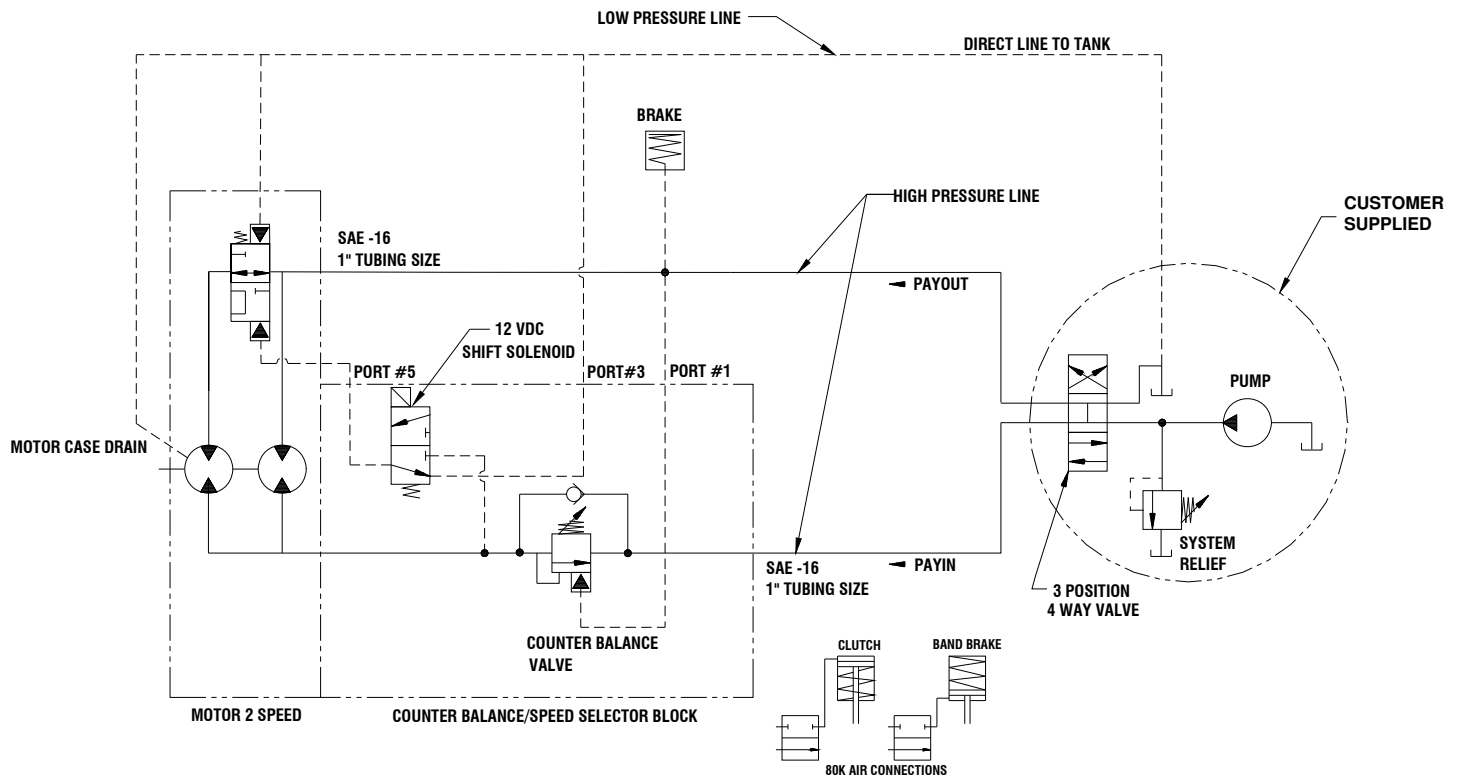 LOW PRESSURE LINE
DIRECT LINE TO TANK
BRAKE
HIGH PRESSURE LINE
CUSTOMER
SUPPLIED
SAE -16
1" TUBING SIZE
PAYOUT
12 VDC
SHIFT SOLENOID
PORT #5
PORT#3
PORT #1
PUMP
MOTOR CASE DRAIN
SAE -16
1" TUBING SIZE
PAYIN
SYSTEM
RELIEF
3 POSITION
4 WAY VALVE
COUNTER BALANCE
VALVE
CLUTCH
BAND BRAKE
MOTOR 2 SPEED
COUNTER BALANCE/SPEED SELECTOR BLOCK
80K AIR CONNECTIONS